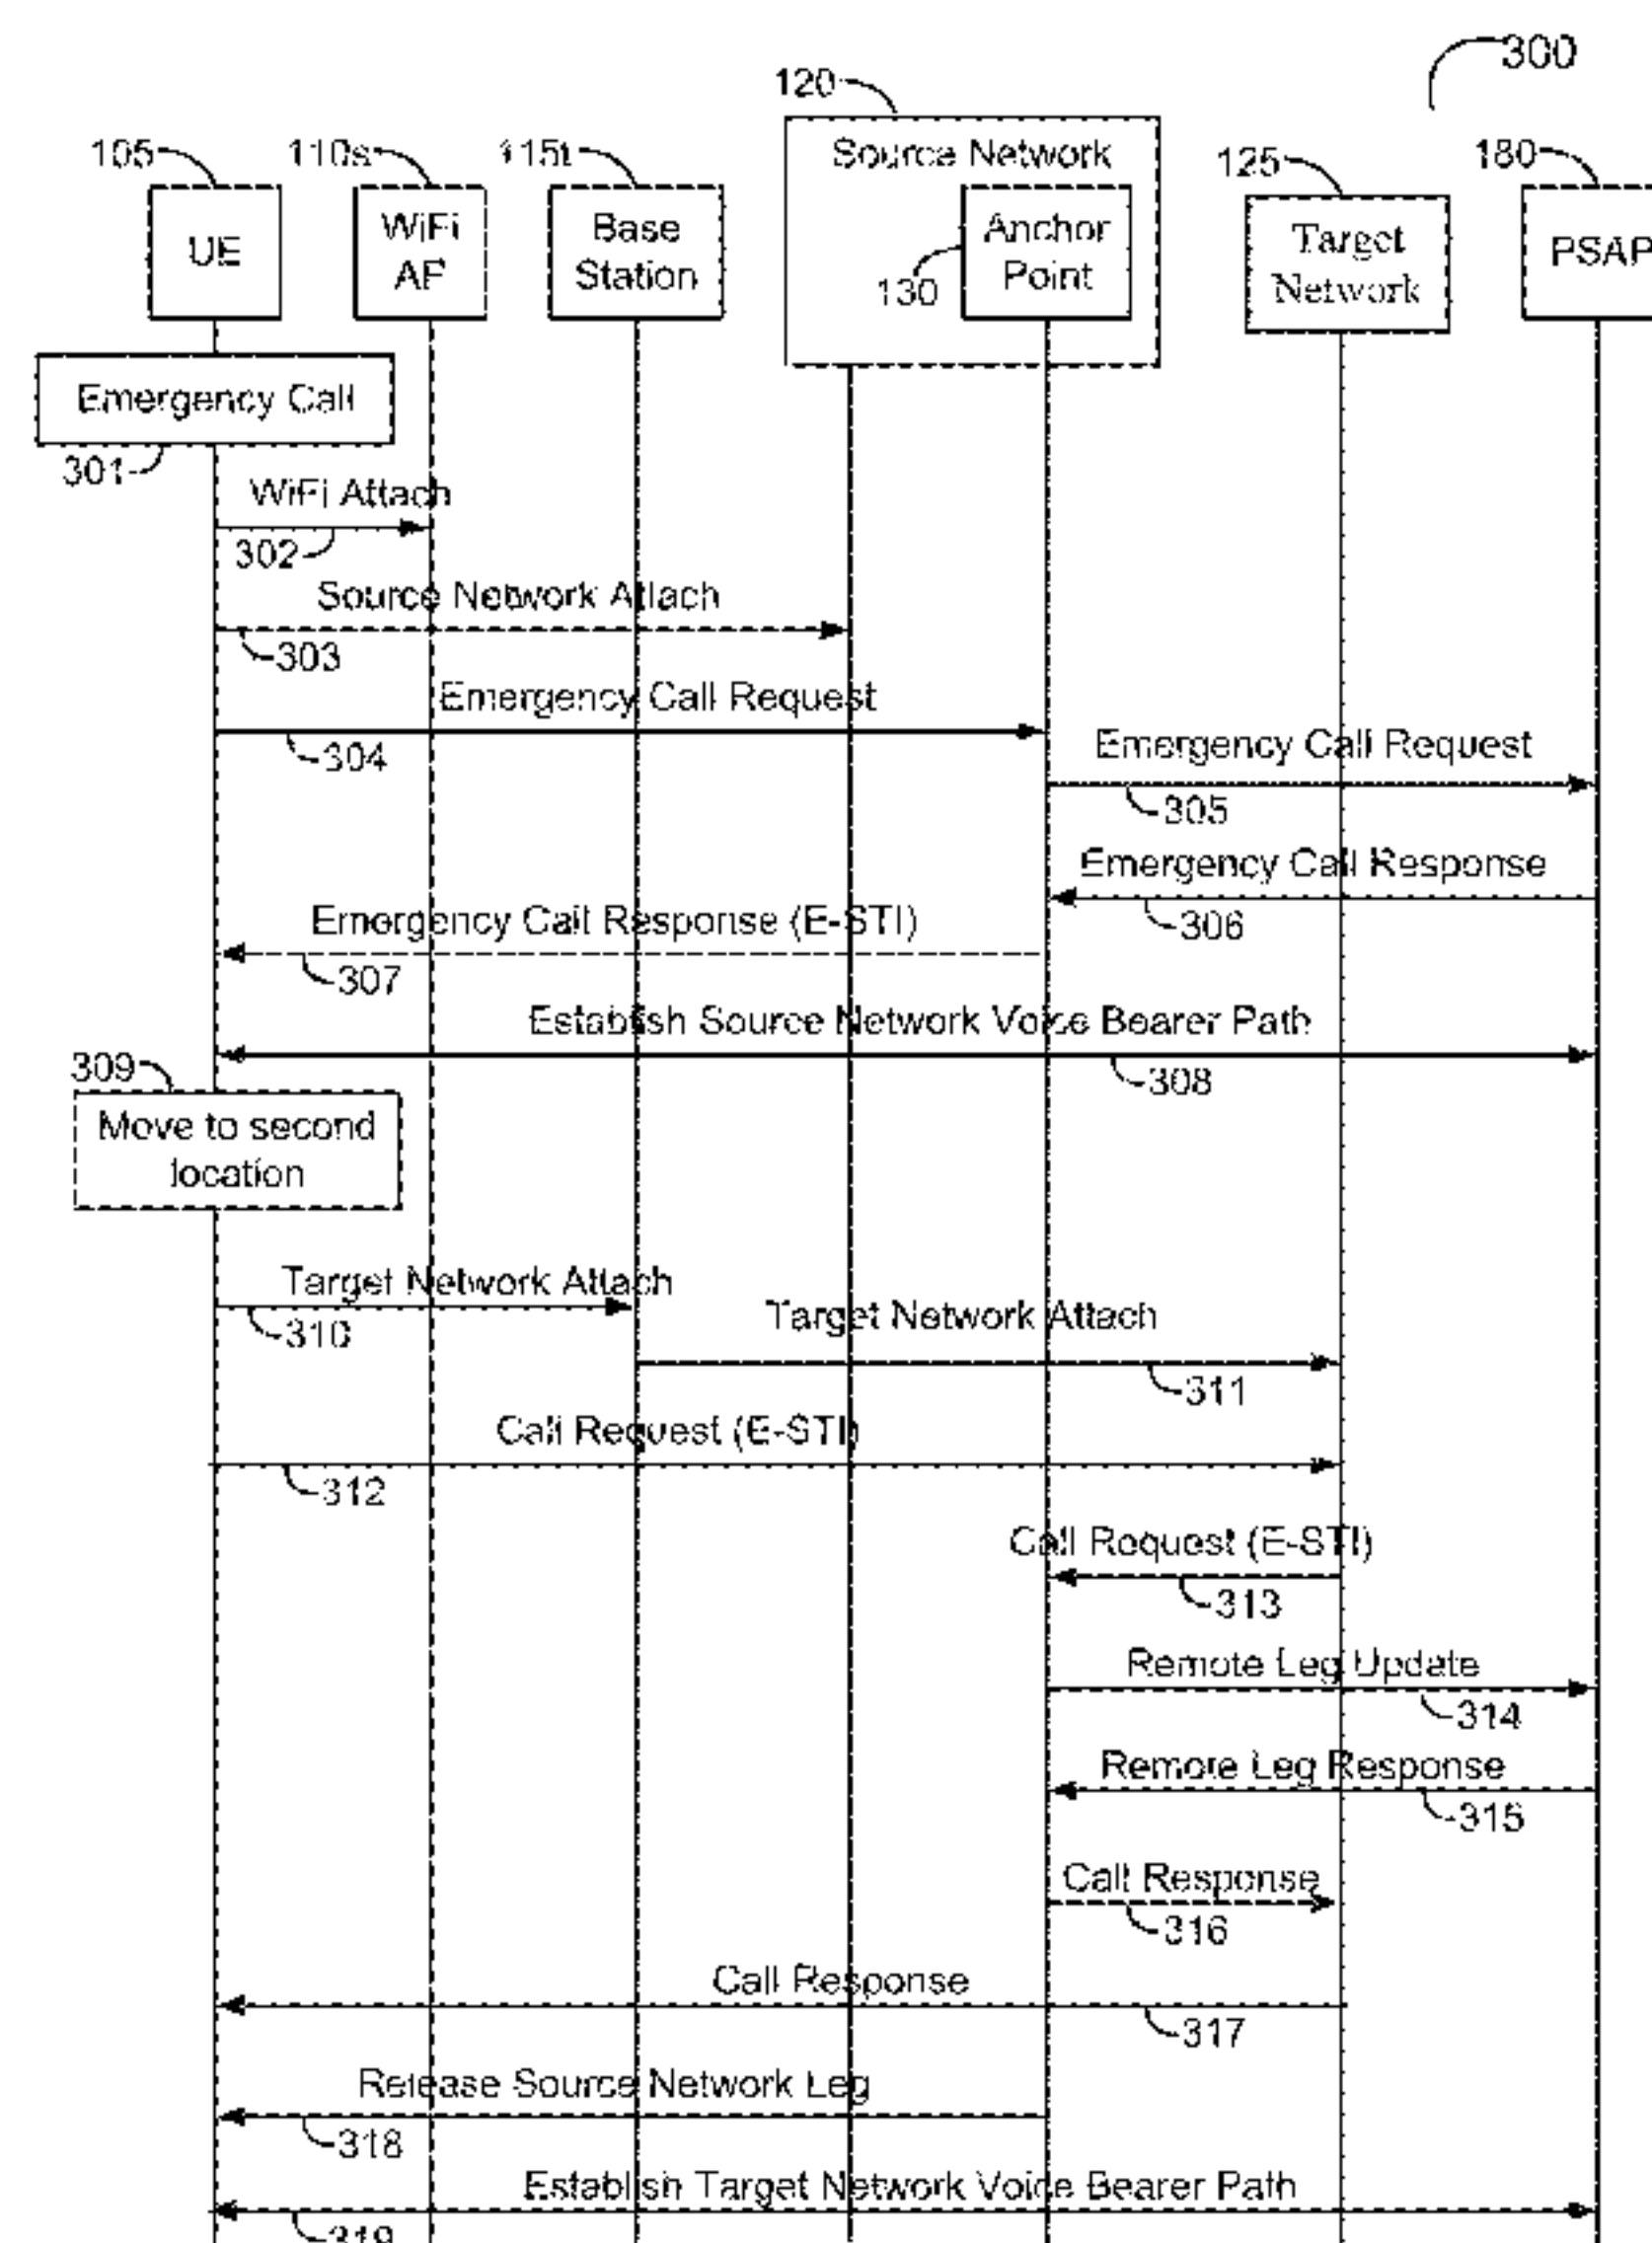 300
120
105
110s
115t
Source Network
125
180
UE
WiFi
AP
Base
Station
Anchor
Point
130
Target
Network
PSAP
Emergency Call
301
WiFi Attach
302
Source Network Attach
303
Emergency Call Request
304
Emergency Call Request
305
Emergency Call Response
306
Emergency Call Response (E-STI)
307
Establish Source Network Voice Bearer Path
308
309
Move to second
location
Target Network Attach
310
Target Network Attach
311
Call Request (E-STI)
312
Call Request (E-STI)
313
Remote Leg Update
314
Remote Leg Response
315
Call Response
316
Call Response
317
Release Source Network Leg
318
Establish Target Network Voice Bearer Path
319